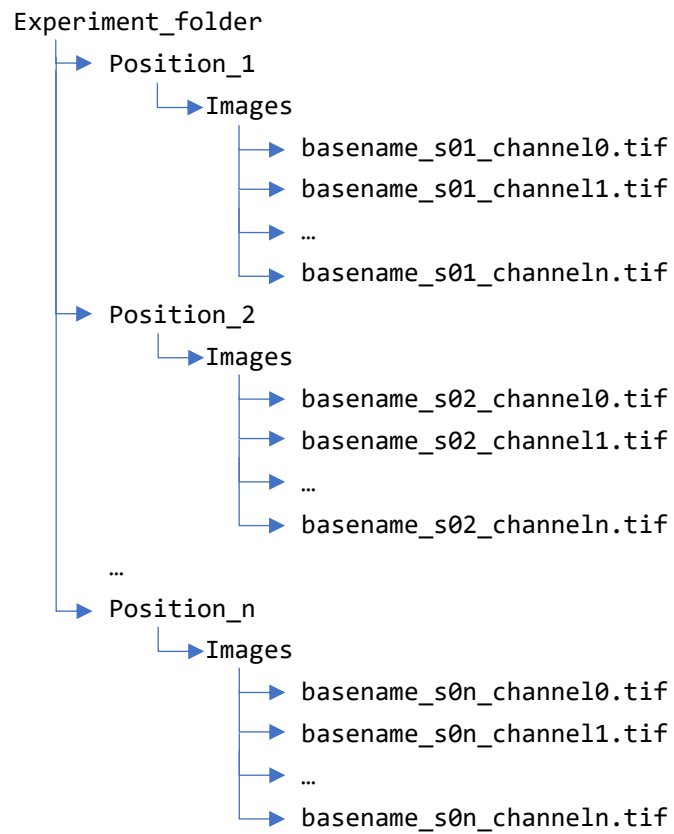 Experiment_folder
Position_1
Images
basename_s01_channel0.tif
basename_s01_channel1.tif
…
basename_s01_channeln.tif
Position_2
Images
basename_s02_channel0.tif
basename_s02_channel1.tif
…
basename_s02_channeln.tif
…
Position_n
Images
basename_s0n_channel0.tif
basename_s0n_channel1.tif
…
basename_s0n_channeln.tif